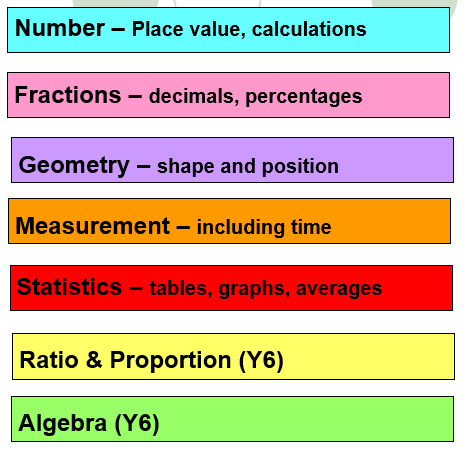 Number – Place value, calculations
Fractions – decimals, percentages
Geometry – shape and position
Measurement – including time
Statistics – tables, graphs, averages
Ratio & Proportion (Y6)
Algebra (Y6)